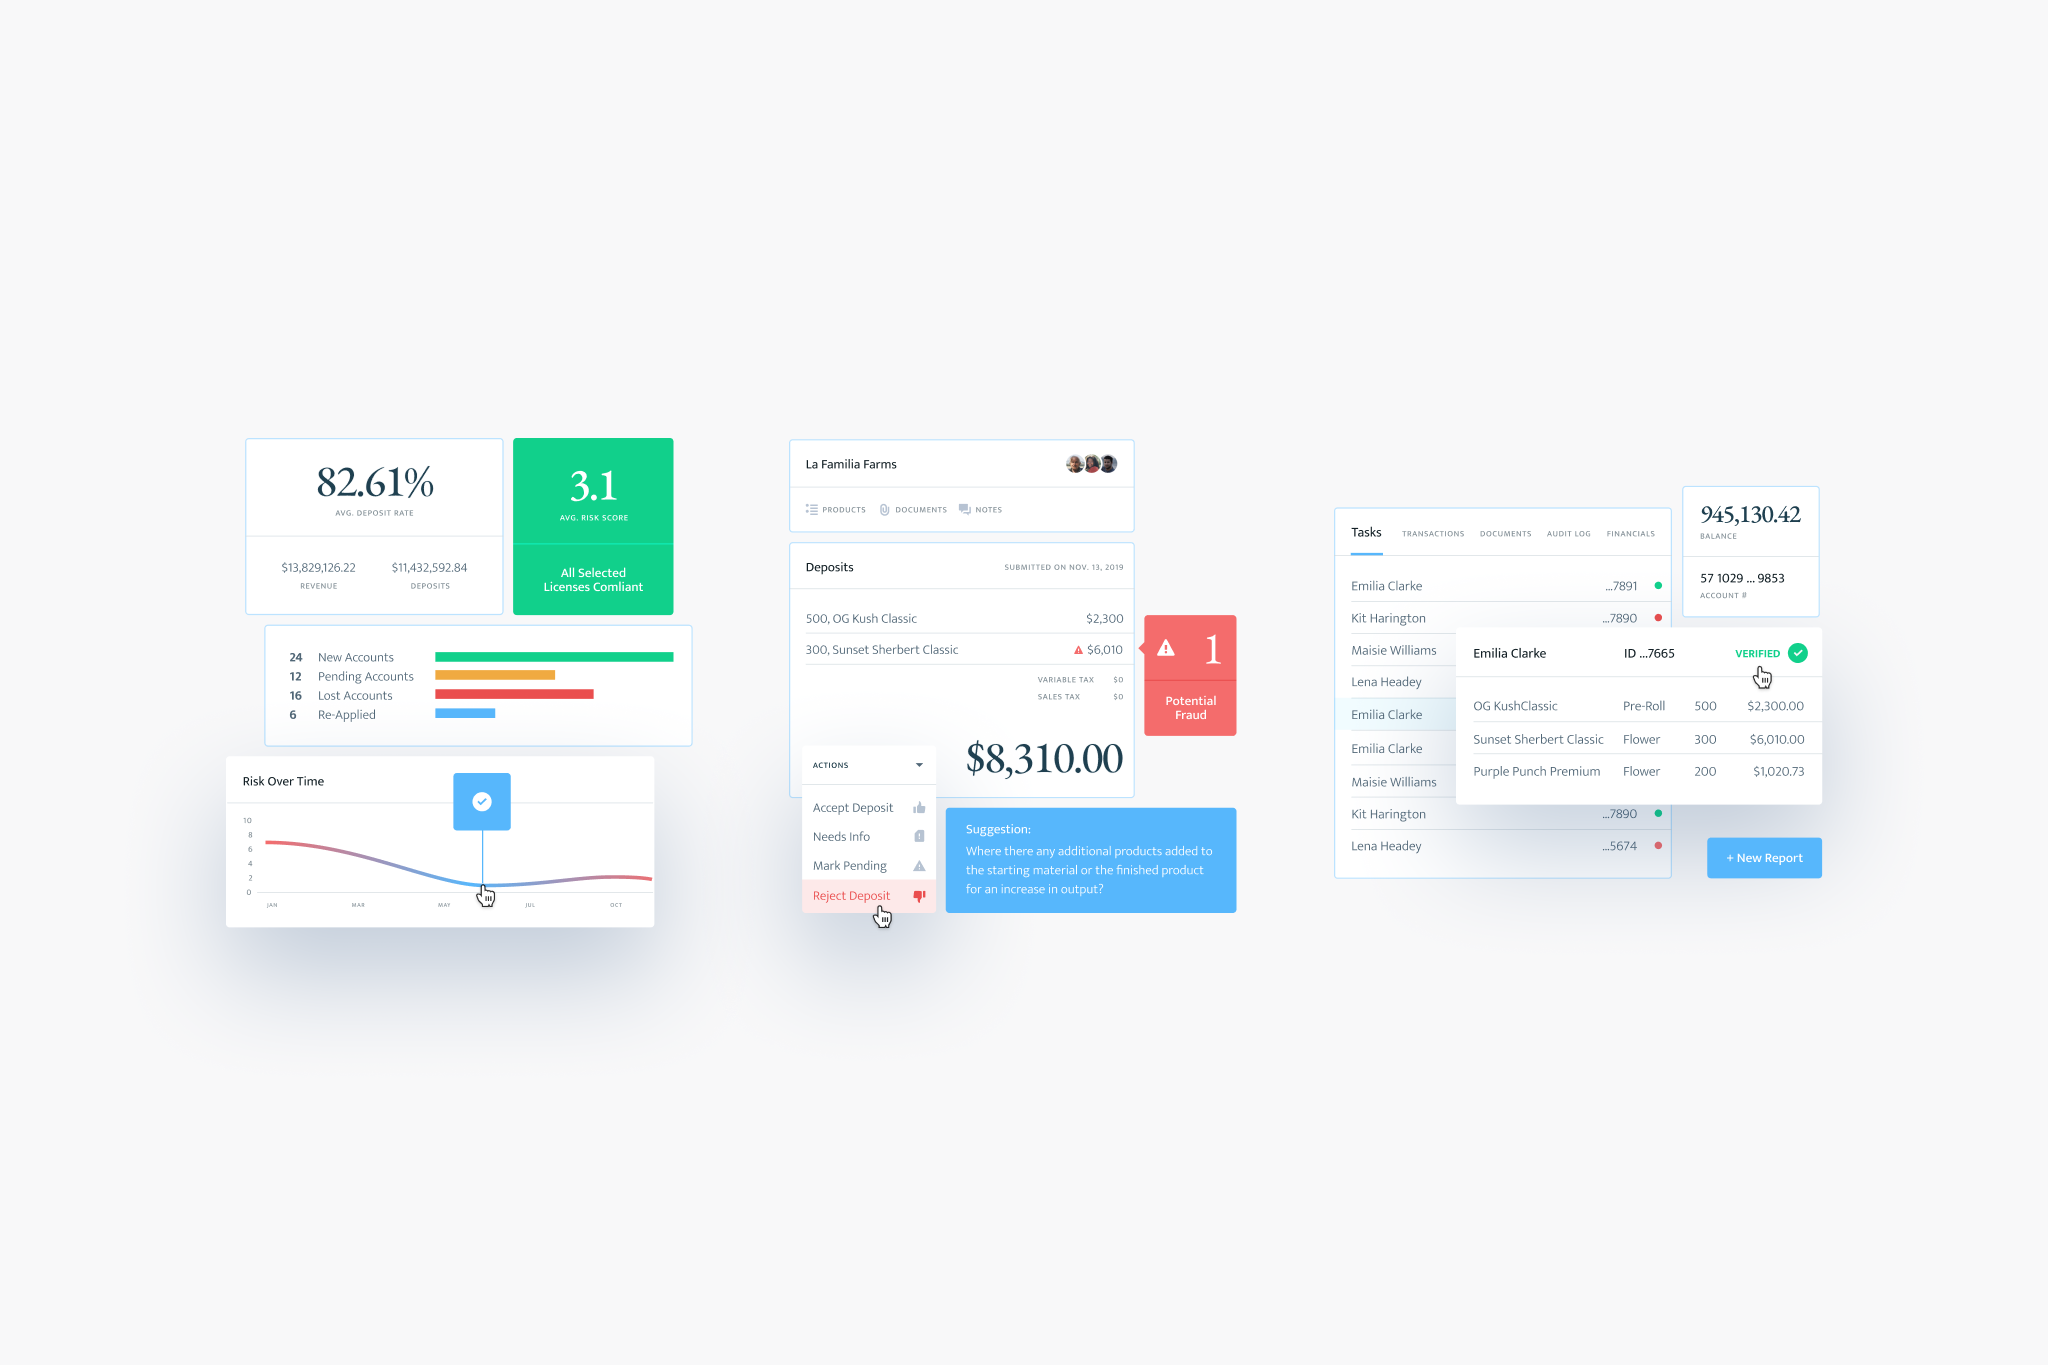 82.61%
AVG. DEPOSIT RATE
$13,829,126.22
REVENUE
$11,432,592.84
DEPOSITS
3.1
AVG. RISK SCORE
All Selected
Licenses Comliant
24 New Accounts
12 Pending Accounts
16 Lost Accounts
6 Re-Applied
Risk Over Time
10
8
6
4
2
0
JAN MAR MAY JUL OCT
La Familia Farms
PRODUCTS DOCUMENTS NOTES
Deposits SUBMITTED ON NOV. 13, 2019
500, OG Kush Classic $2,300
300, Sunset Sherbert Classic $6,010
VARIABLE TAX $0
SALES TAX $0
$8,310.00
1
Potential
Fraud
ACTIONS
Accept Deposit
Needs Info
Mark Pending
Reject Deposit
Suggestion:
Where there any additional products added to
the starting material or the finished product
for an increase in output?
Tasks TRANSACTIONS DOCUMENTS AUDIT LOG FINANCIALS
Emilia Clarke ...7891
Kit Harington ...7890
Maisie Williams
Lena Headey
Emilia Clarke
Emilia Clarke
Maisie Williams
Kit Harington ...7890
Lena Headey ...5674
945,130.42
BALANCE
57 1029 ... 9853
ACCOUNT #
Emilia Clarke ID ...7665 VERIFIED
OG KushClassic Pre-Roll 500 $2,300.00
Sunset Sherbert Classic Flower 300 $6,010.00
Purple Punch Premium Flower 200 $1,020.73
+ New Report